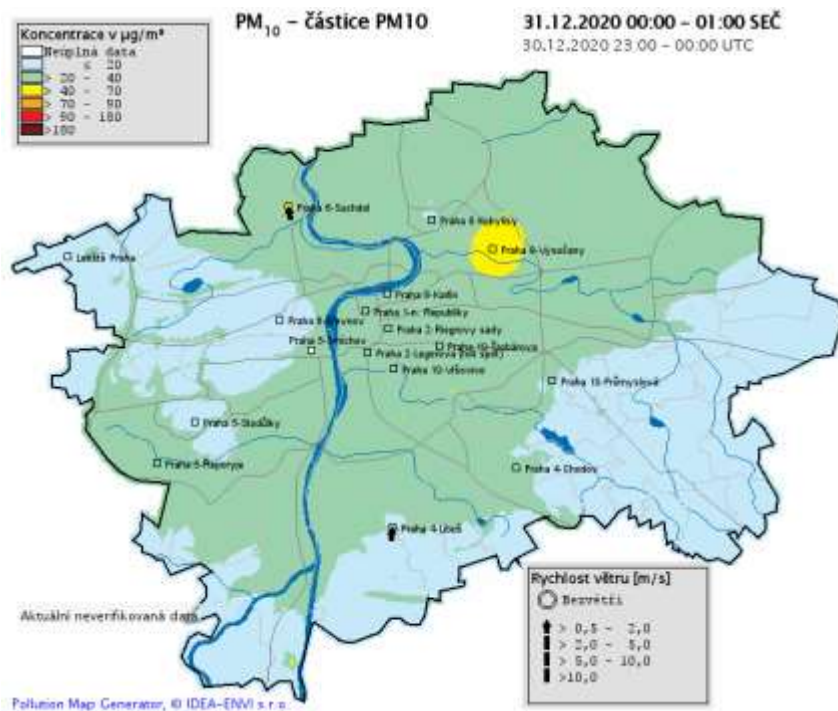 PM10 – částice PM10
31.12.2020 00:00 – 01:00 SEČ
30.12.2020 23:00 – 00:00 UTC
Koncentrace v µg/m³
Neúplná data
≤ 20
> 20 - 40
> 40 - 70
> 70 - 90
> 90 - 180
>180
Praha 6-Suchdol
Praha 8-Kobylisy
Praha 9-Vysočany
Letiště Praha
Praha 8-Karlín
Praha 1-n. Republiky
Praha 2-Riegrovy sady
Praha 5-Smíchov
Praha 2-Legerova (hot spot)
Praha 10-Šrobárova
Praha 10-Vršovice
Praha 10-Průmyslová
Praha 5-Stodůlky
Praha 5-Řeporyje
Praha 4-Chodov
Praha 4-Libuš
Aktuální neverifikovaná data
Rychlost větru [m/s]
Bezvětří
> 0,5 - 2,0
> 2,0 - 5,0
> 5,0 - 10,0
>10,0
Pollution Map Generator, © IDEA-ENVI s.r.o.